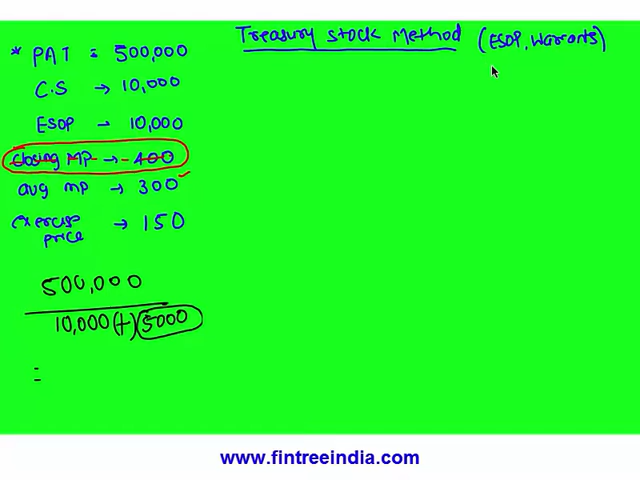 Treasury stock Method (ESOP, Warrants)
* PAT = 500,000
C.S → 10,000
ESOP → 10,000
closing MP → 400
avg mp → 300
exercise price → 150
500,000
10,000 (+) 5000
=
www.fintreeindia.com